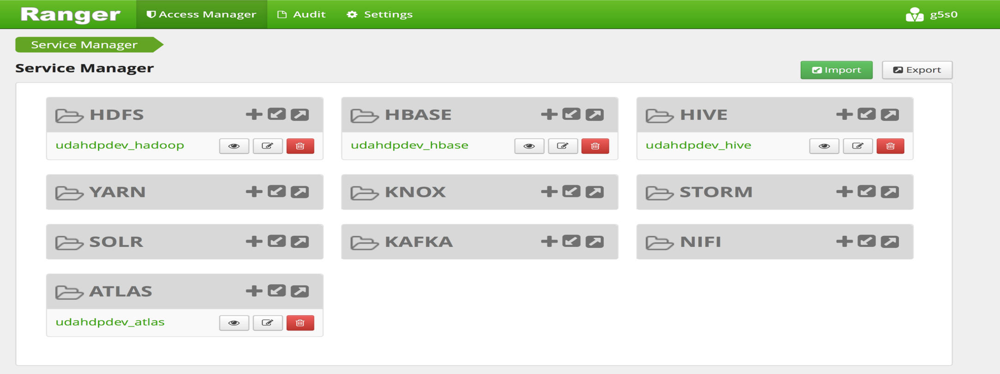 Ranger Access Manager Audit Settings g5s0
Service Manager
Service Manager Import Export
HDFS HBASE HIVE
udahdpdev_hadoop udahdpdev_hbase udahdpdev_hive
YARN KNOX STORM
SOLR KAFKA NIFI
ATLAS
udahdpdev_atlas